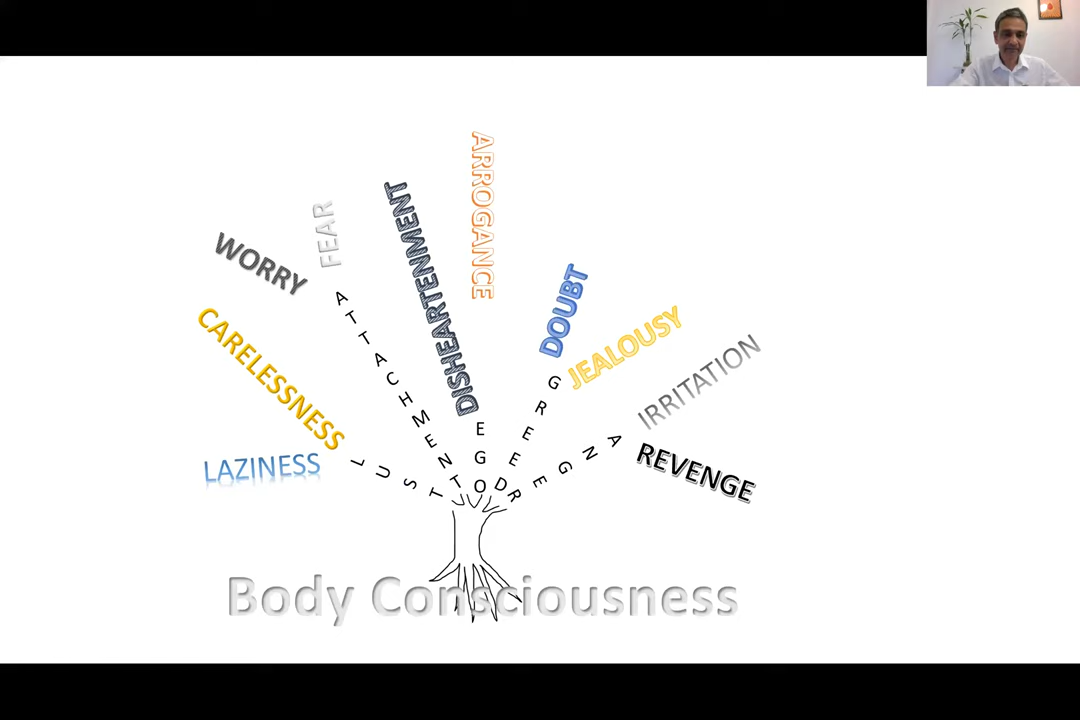 ARROGANCE
DISHEARTENMENT
FEAR
WORRY
DOUBT
CARELESSNESS
JEALOUSY
IRRITATION
LAZINESS
REVENGE
LUST
ATTACHMENT
EGO
GREED
ANGER
Body Consciousness